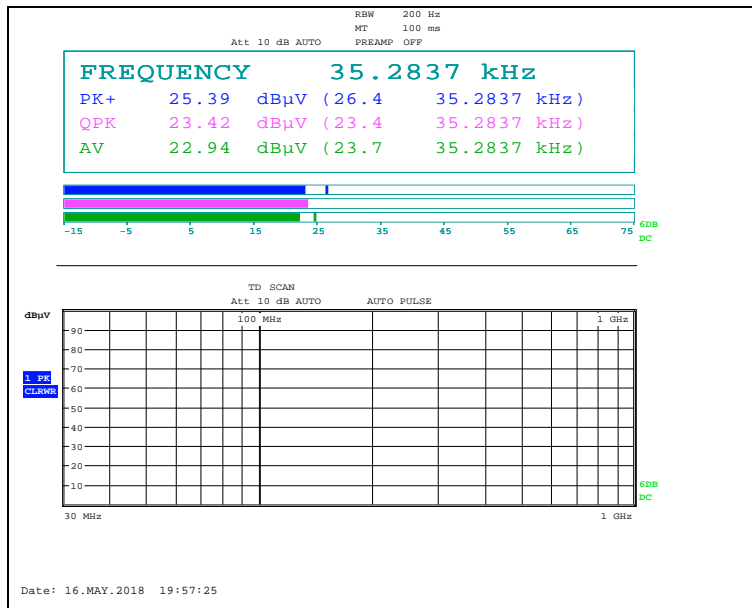 RBW 200 Hz
MT 100 ms
Att 10 dB AUTO PREAMP OFF
FREQUENCY 35.2837 kHz
PK+ 25.39 dBµV (26.4 35.2837 kHz)
QPK 23.42 dBµV (23.4 35.2837 kHz)
AV 22.94 dBµV (23.7 35.2837 kHz)
-15 -5 5 15 25 35 45 55 65 75
6DB
DC
TD SCAN
Att 10 dB AUTO AUTO PULSE
dBµV
100 MHz 1 GHz
90
80
70
1 PK
60
CLRWR
50
40
30
20
10
6DB
DC
30 MHz 1 GHz
Date: 16.MAY.2018 19:57:25